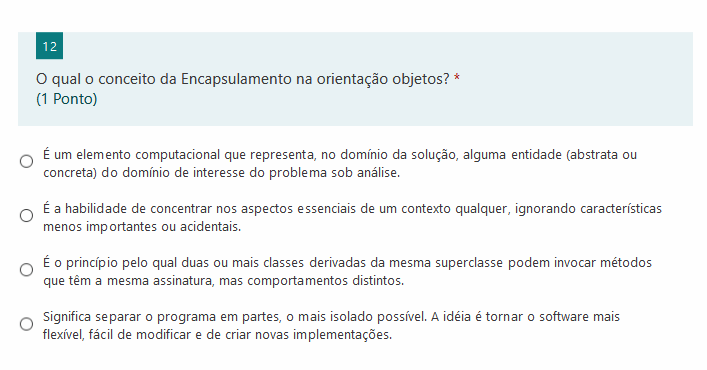 12
O qual o conceito da Encapsulamento na orientação objetos? *
(1 Ponto)
É um elemento computacional que representa, no domínio da solução, alguma entidade (abstrata ou
concreta) do domínio de interesse do problema sob análise.
É a habilidade de concentrar nos aspectos essenciais de um contexto qualquer, ignorando características
menos importantes ou acidentais.
É o princípio pelo qual duas ou mais classes derivadas da mesma superclasse podem invocar métodos
que têm a mesma assinatura, mas comportamentos distintos.
Significa separar o programa em partes, o mais isolado possível. A idéia é tornar o software mais
flexível, fácil de modificar e de criar novas implementações.